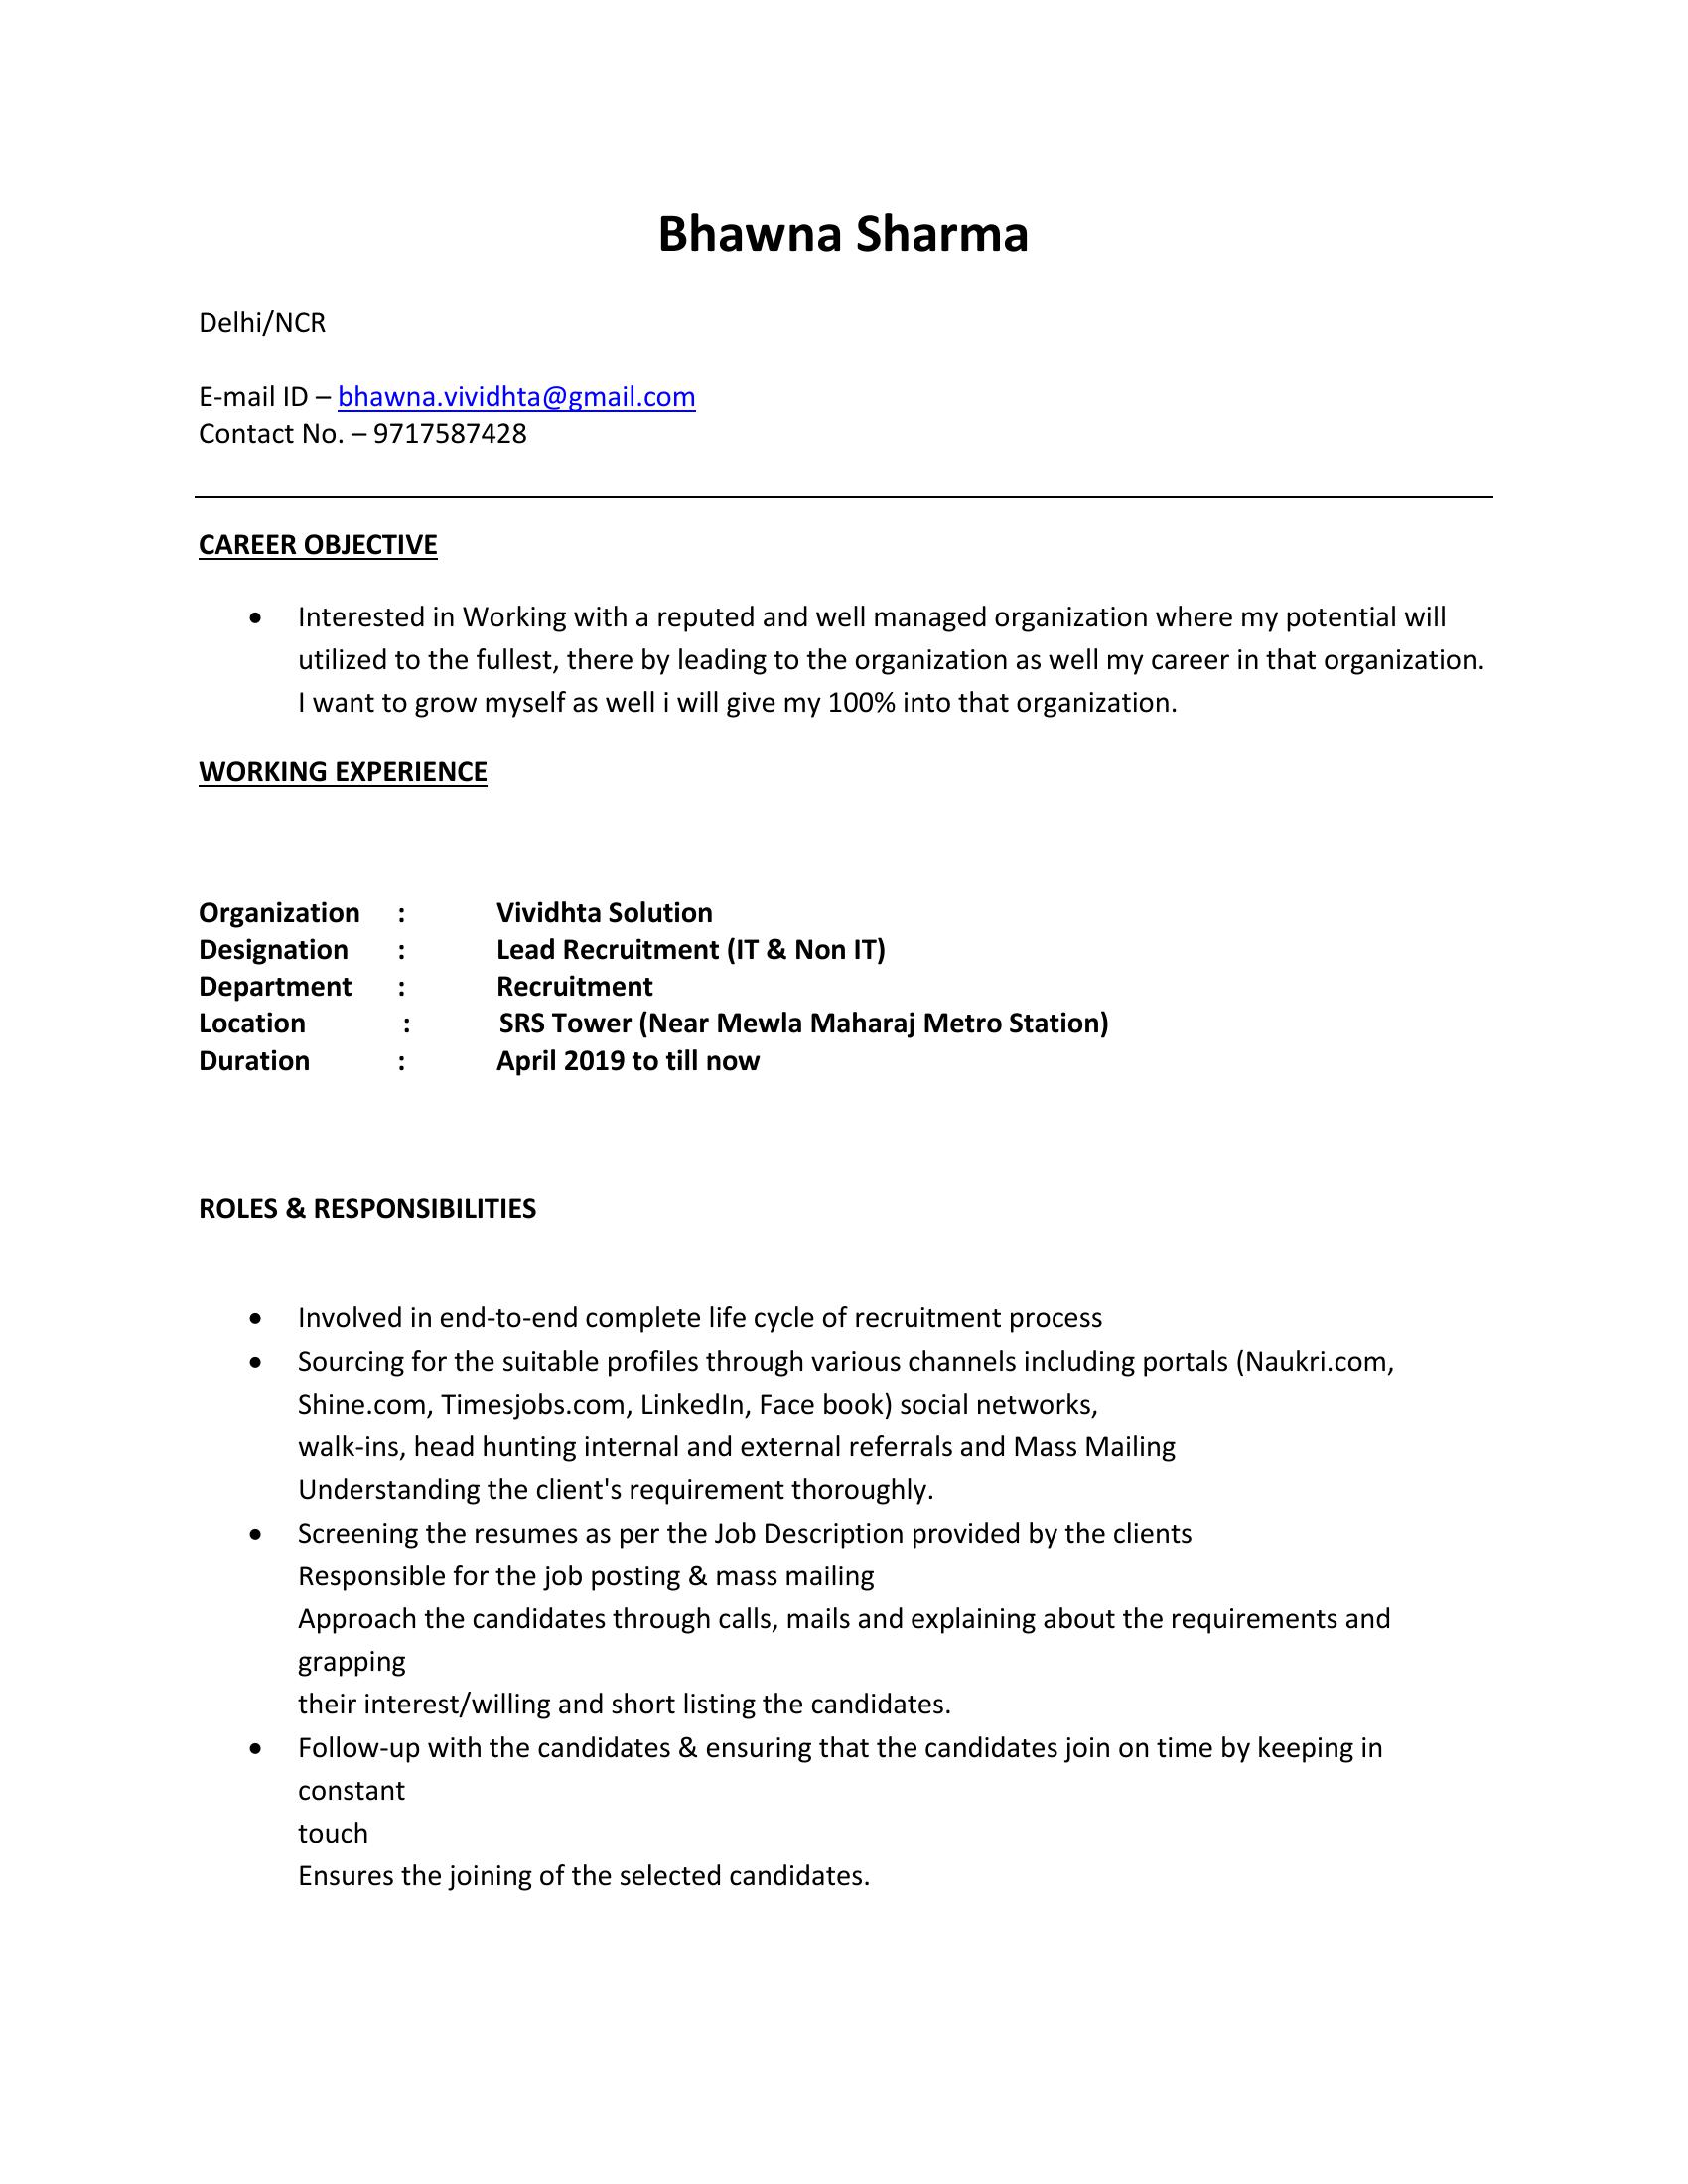 Bhawna Sharma
Delhi/NCR
E-mail ID – bhawna.vividhta@gmail.com
Contact No. – 9717587428
CAREER OBJECTIVE
• Interested in Working with a reputed and well managed organization where my potential will
utilized to the fullest, there by leading to the organization as well my career in that organization.
I want to grow myself as well i will give my 100% into that organization.
WORKING EXPERIENCE
Organization : Vividhta Solution
Designation : Lead Recruitment (IT & Non IT)
Department : Recruitment
Location : SRS Tower (Near Mewla Maharaj Metro Station)
Duration : April 2019 to till now
ROLES & RESPONSIBILITIES
• Involved in end-to-end complete life cycle of recruitment process
• Sourcing for the suitable profiles through various channels including portals (Naukri.com,
Shine.com, Timesjobs.com, LinkedIn, Face book) social networks,
walk-ins, head hunting internal and external referrals and Mass Mailing
Understanding the client's requirement thoroughly.
• Screening the resumes as per the Job Description provided by the clients
Responsible for the job posting & mass mailing
Approach the candidates through calls, mails and explaining about the requirements and
grapping
their interest/willing and short listing the candidates.
• Follow-up with the candidates & ensuring that the candidates join on time by keeping in
constant
touch
Ensures the joining of the selected candidates.